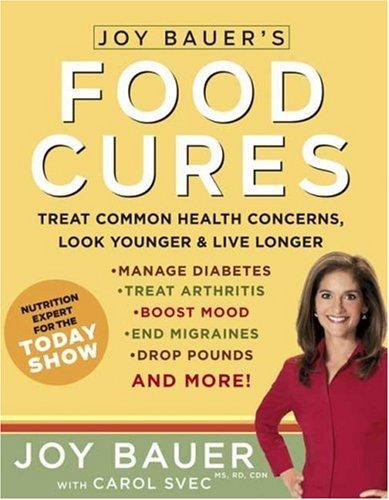 JOY BAUER'S
FOOD
CURES
TREAT COMMON HEALTH CONCERNS,
LOOK YOUNGER & LIVE LONGER
•MANAGE DIABETES
•TREAT ARTHRITIS
•BOOST MOOD
•END MIGRAINES
•DROP POUNDS
AND MORE!
NUTRITION
EXPERT
FOR THE
TODAY
SHOW
JOY BAUER
MS, RD, CDN
WITH CAROL SVEC